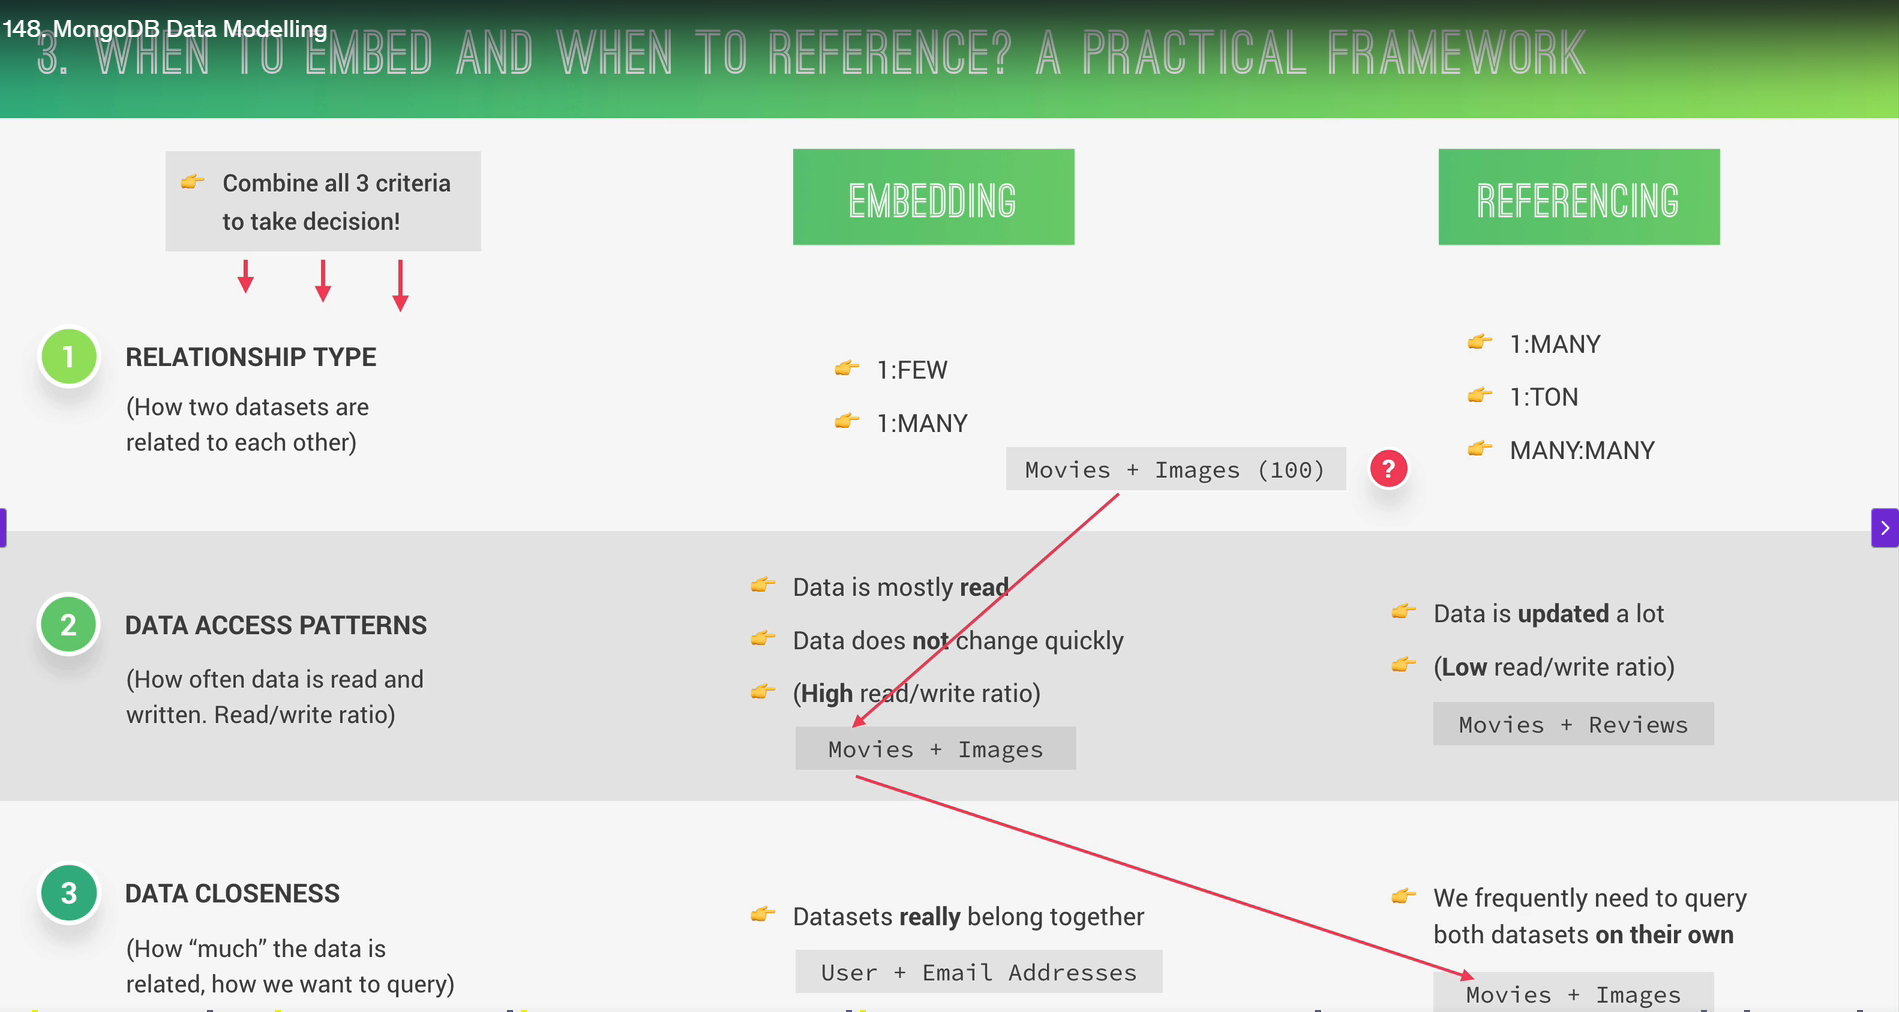 148. MongoDB Data Modelling
3. WHEN TO EMBED AND WHEN TO REFERENCE? A PRACTICAL FRAMEWORK
Combine all 3 criteria
to take decision!
EMBEDDING
REFERENCING
1
RELATIONSHIP TYPE
(How two datasets are
related to each other)
1:FEW
1:MANY
Movies + Images (100)
?
1:MANY
1:TON
MANY:MANY
2
DATA ACCESS PATTERNS
(How often data is read and
written. Read/write ratio)
Data is mostly read
Data does not change quickly
(High read/write ratio)
Movies + Images
Data is updated a lot
(Low read/write ratio)
Movies + Reviews
3
DATA CLOSENESS
(How “much” the data is
related, how we want to query)
Datasets really belong together
User + Email Addresses
We frequently need to query
both datasets on their own
Movies + Images